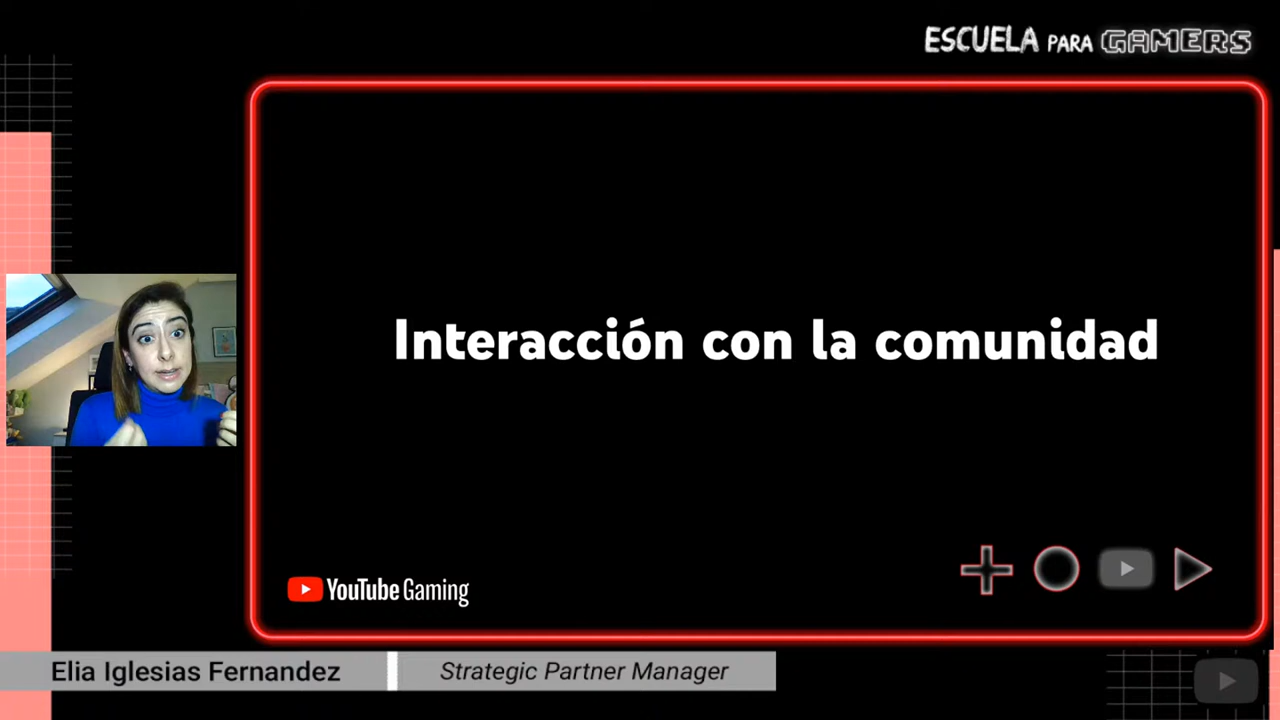 ESCUELA PARA GAMERS
Interacción con la comunidad
YouTube Gaming
Elia Iglesias Fernandez
Strategic Partner Manager